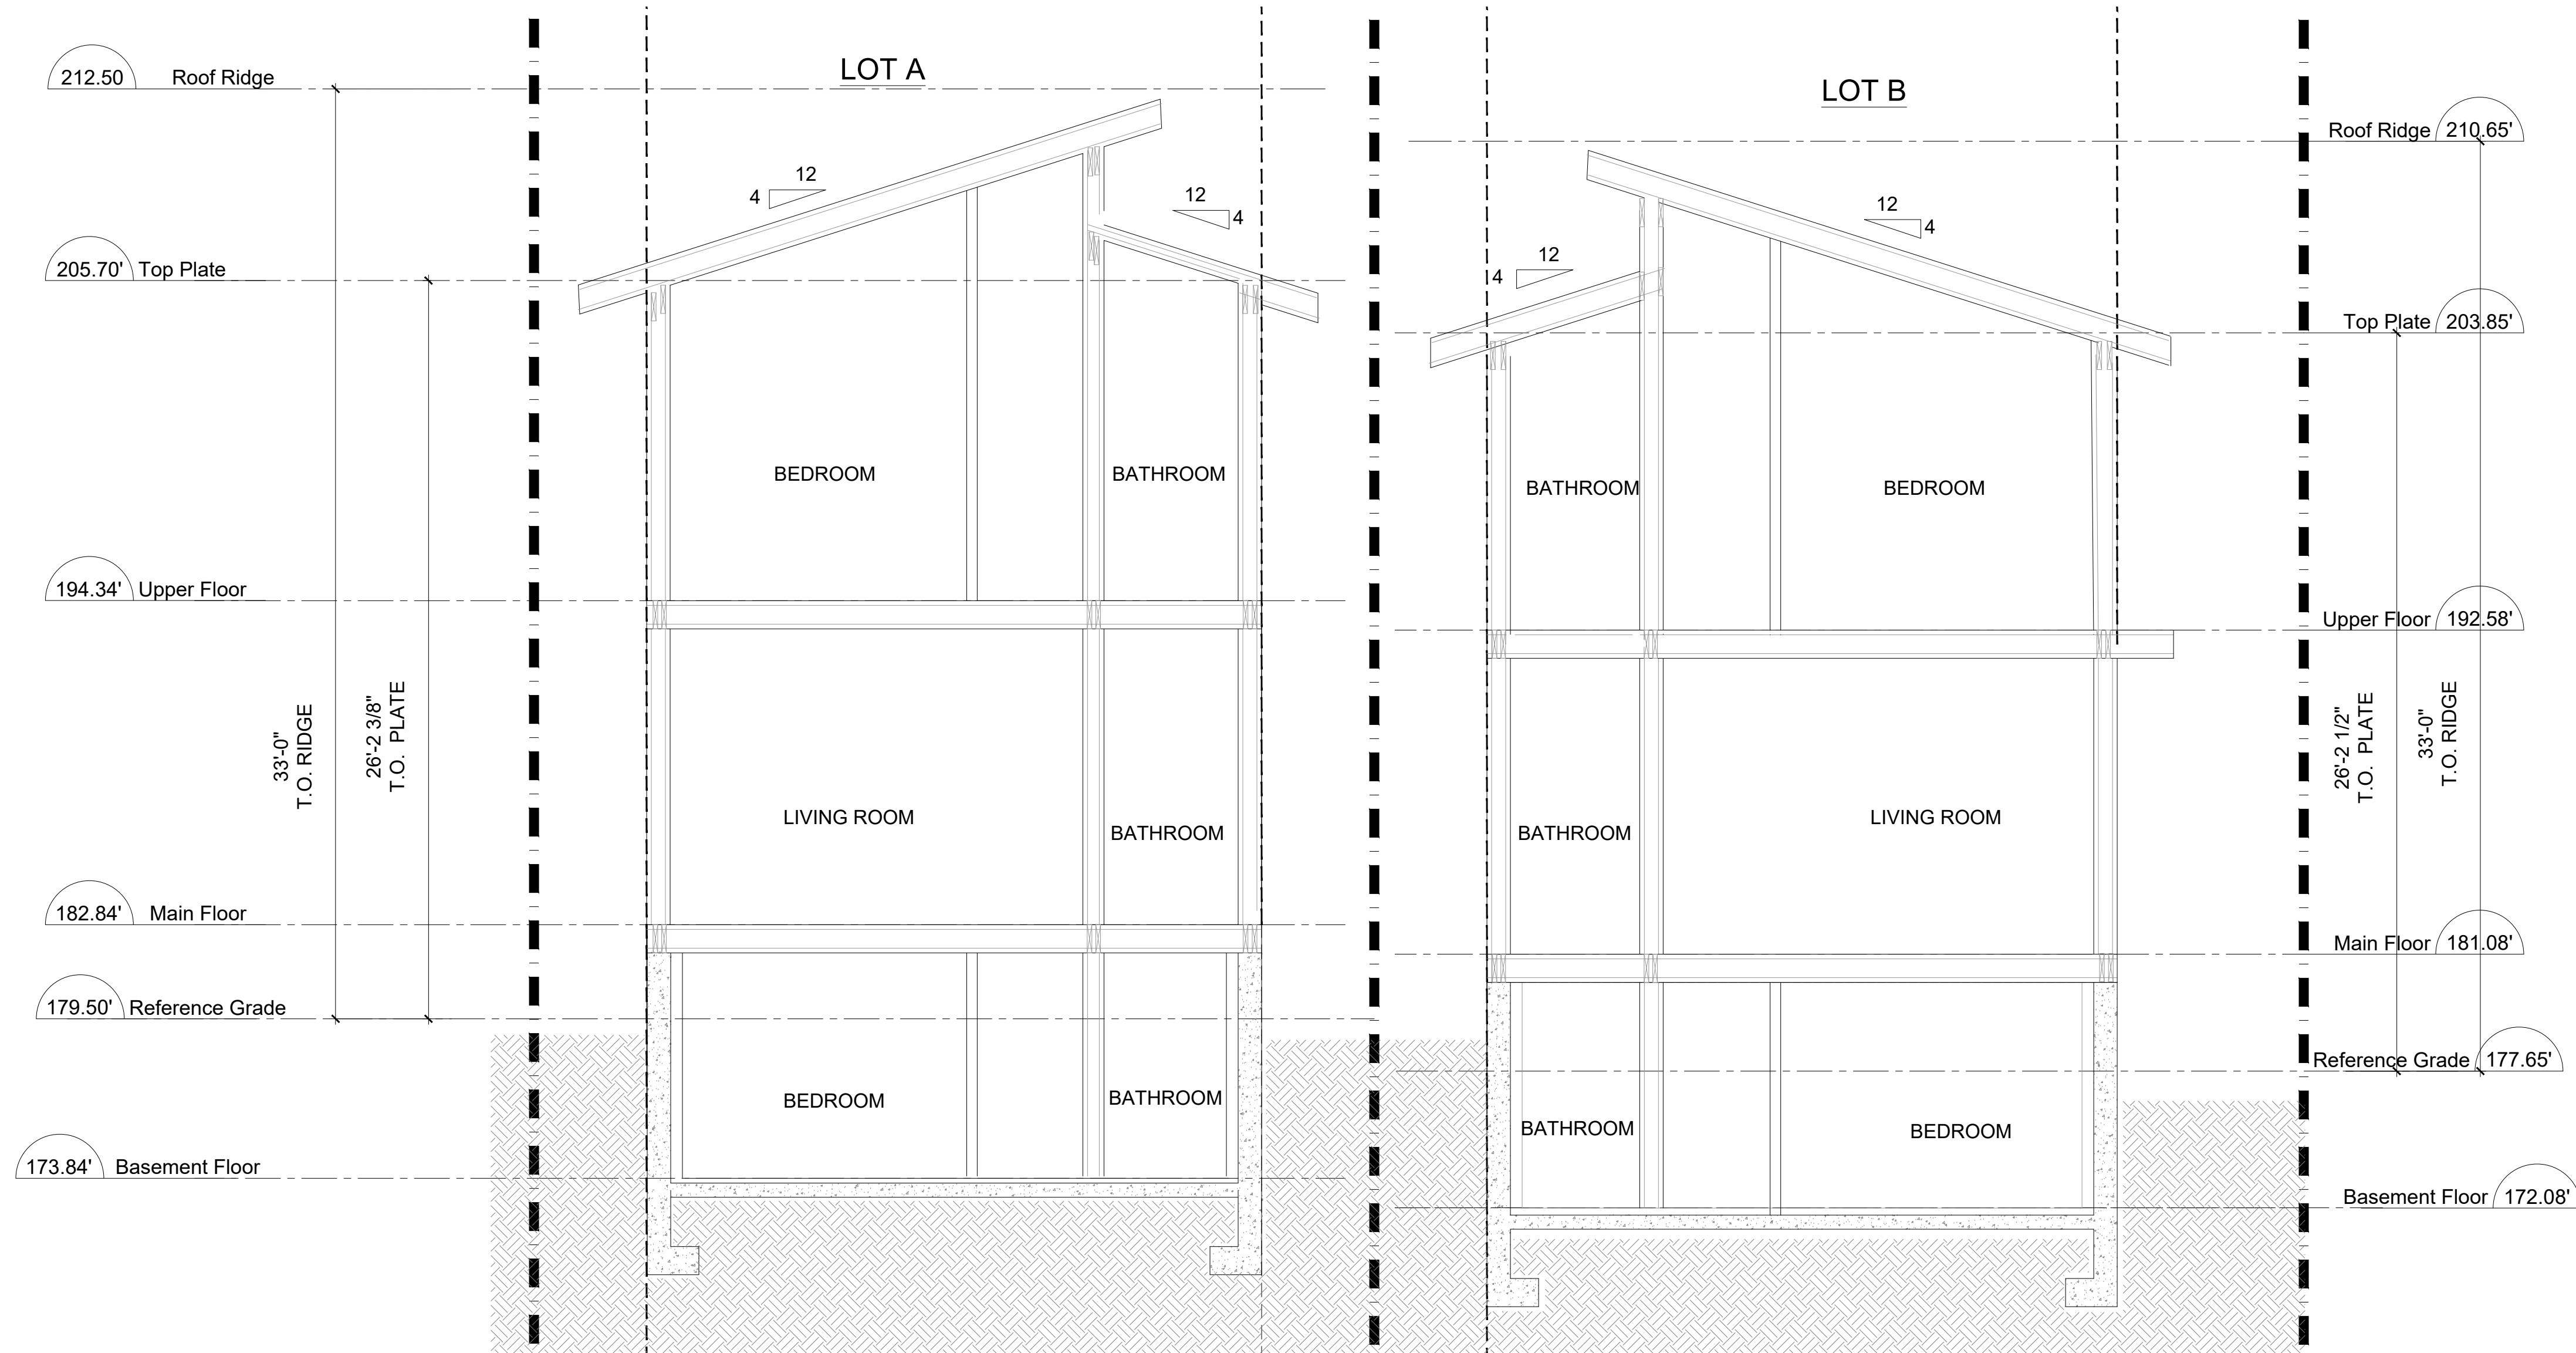 LOT A
212.50 Roof Ridge
12
4
12
4
205.70' Top Plate
BEDROOM
BATHROOM
194.34' Upper Floor
33'-0"
T.O. RIDGE
26'-2 3/8"
T.O. PLATE
LIVING ROOM
BATHROOM
182.84' Main Floor
179.50' Reference Grade
BEDROOM
BATHROOM
173.84' Basement Floor
LOT B
Roof Ridge 210.65'
12
4
12
4
Top Plate 203.85'
BATHROOM
BEDROOM
Upper Floor 192.58'
26'-2 1/2"
T.O. PLATE
33'-0"
T.O. RIDGE
BATHROOM
LIVING ROOM
Main Floor 181.08'
Reference Grade 177.65'
BATHROOM
BEDROOM
Basement Floor 172.08'